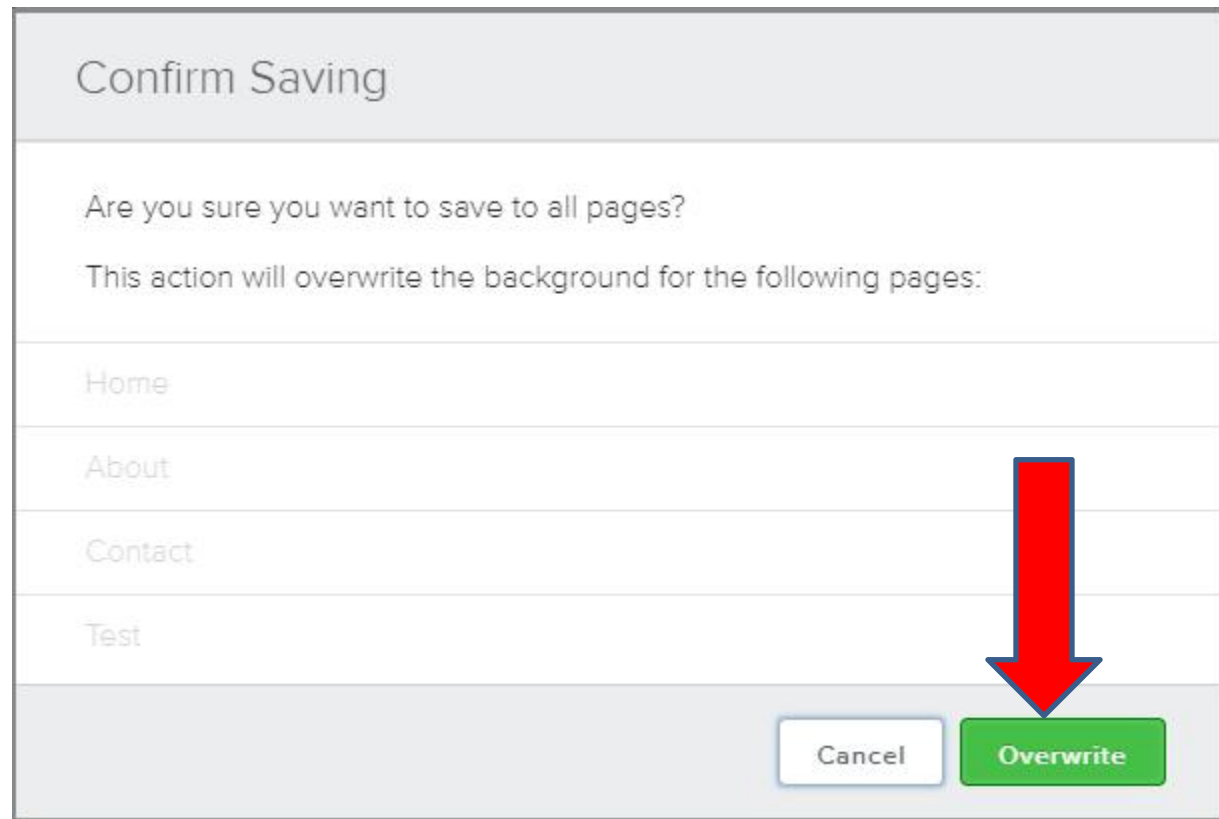 Confirm Saving
Are you sure you want to save to all pages?
This action will overwrite the background for the following pages:
Home
About
Contact
Test
Cancel
Overwrite